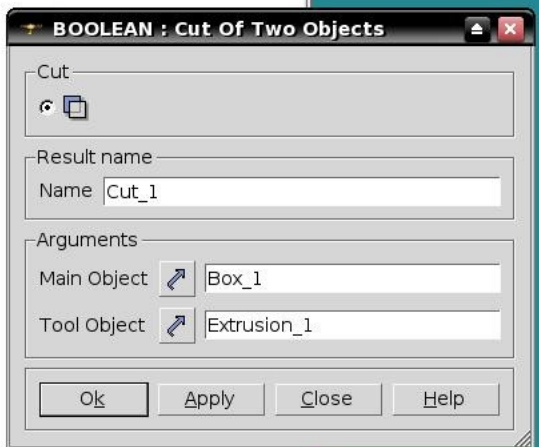 BOOLEAN : Cut Of Two Objects
Cut
Result name
Name Cut_1
Arguments
Main Object Box_1
Tool Object Extrusion_1
Ok Apply Close Help